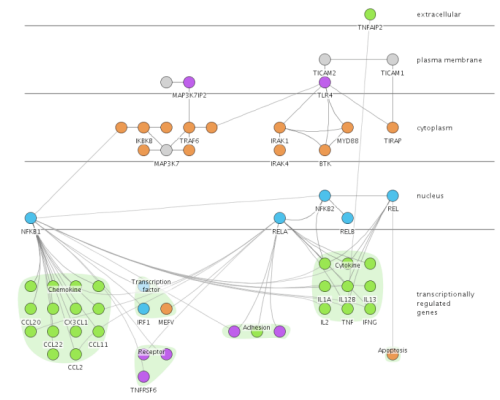 extracellular
TNFAIP2
plasma membrane
TICAM2 TICAM1
MAP3K7IP2 TLR4
cytoplasm
IKBKB TRAF6 IRAK1 MYD88 TIRAP
MAP3K7 IRAK4 BTK
nucleus
NFKB2 REL
NFKB1 RELA RELB
Cytokine
Chemokine Transcription factor
IL1A IL12B IL13
transcriptionally regulated genes
CCL20 CX3CL1 IRF1 MEFV IL2 TNF IFNG
Adhesion
CCL22 CCL11
Receptor Apoptosis
CCL2
TNFRSF6